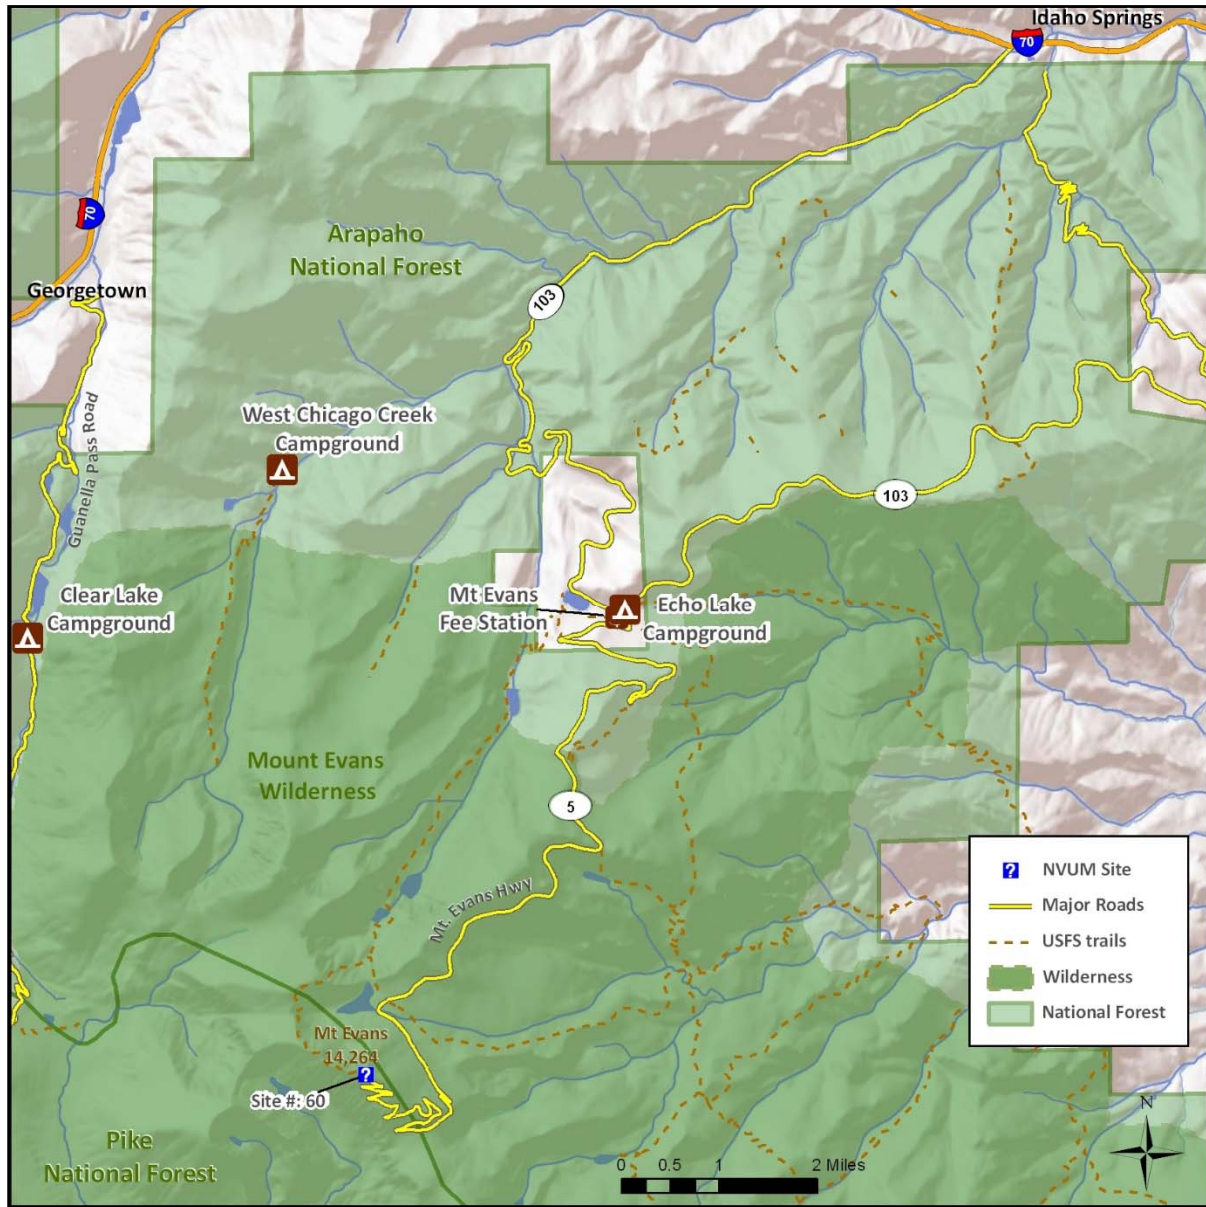 Idaho Springs
70
70
Arapaho
National Forest
Georgetown
103
West Chicago Creek
Campground
Guanella Pass Road
103
Clear Lake
Campground
Mt Evans
Fee Station
Echo Lake
Campground
Mount Evans
Wilderness
5
Mt. Evans Hwy
Mt Evans
14,264
Site #: 60
Pike
National Forest
?
? NVUM Site
Major Roads
USFS trails
Wilderness
National Forest
N
0 0.5 1 2 Miles